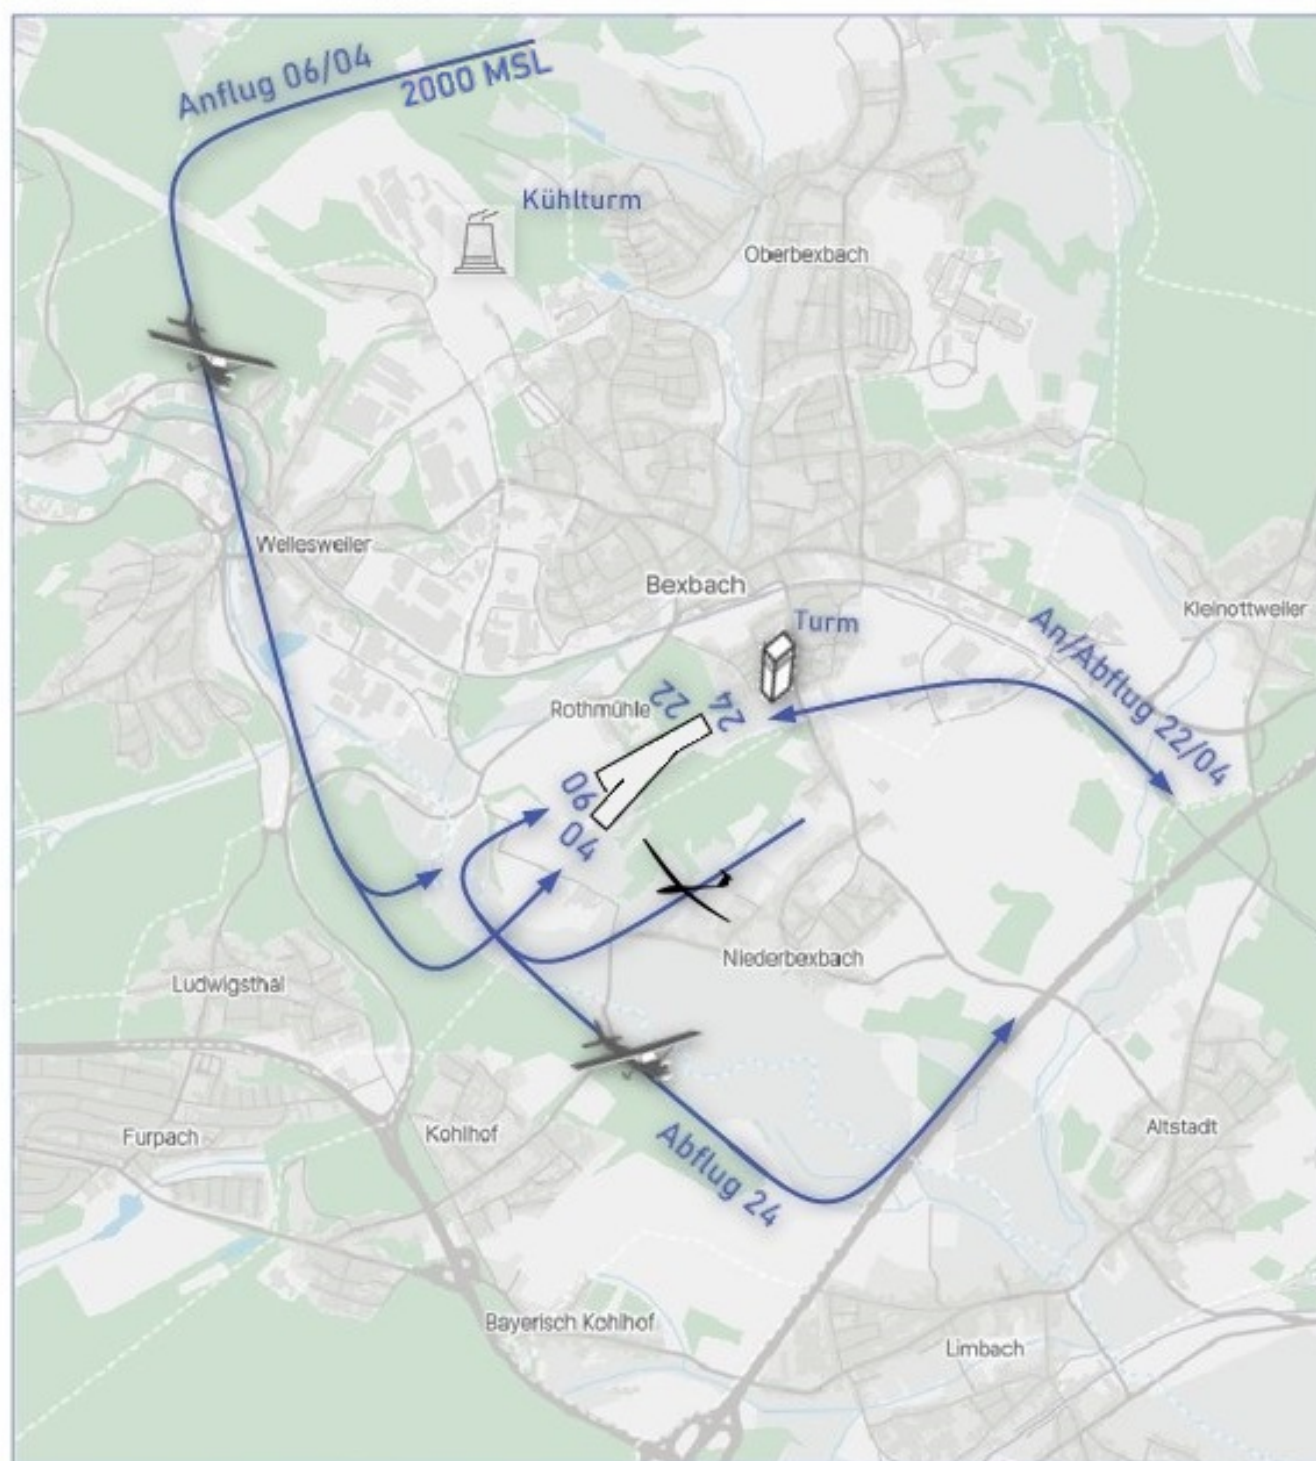 Anflug 06/04
2000 MSL
Kühlturm
Oberbexbach
Wellesweiler
Bexbach
Kleinottweiler
Turm
An/Abflug 22/04
Rothmühle
22
24
06
04
Niederbexbach
Ludwigsthal
Furpach
Kohlhof
Altstadt
Abflug 24
Bayerisch Kohlhof
Limbach